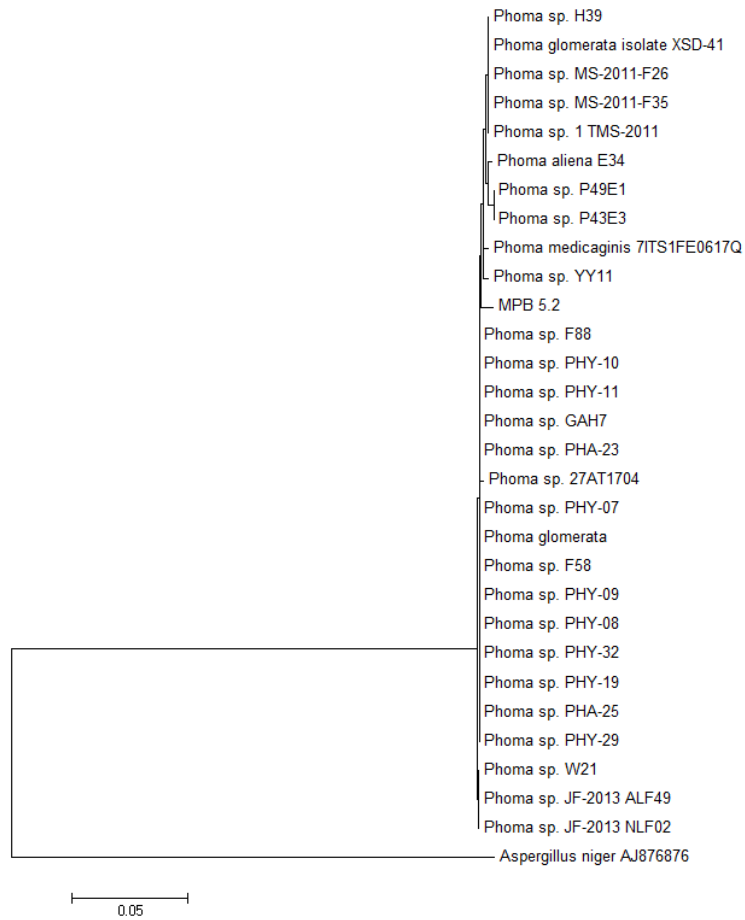 Phoma sp. H39
Phoma glomerata isolate XSD-41
Phoma sp. MS-2011-F26
Phoma sp. MS-2011-F35
Phoma sp. 1 TMS-2011
Phoma aliena E34
Phoma sp. P49E1
Phoma sp. P43E3
Phoma medicaginis 7ITS1FE0617Q
Phoma sp. YY11
MPB 5.2
Phoma sp. F88
Phoma sp. PHY-10
Phoma sp. PHY-11
Phoma sp. GAH7
Phoma sp. PHA-23
Phoma sp. 27AT1704
Phoma sp. PHY-07
Phoma glomerata
Phoma sp. F58
Phoma sp. PHY-09
Phoma sp. PHY-08
Phoma sp. PHY-32
Phoma sp. PHY-19
Phoma sp. PHA-25
Phoma sp. PHY-29
Phoma sp. W21
Phoma sp. JF-2013 ALF49
Phoma sp. JF-2013 NLF02
Aspergillus niger AJ876876
0.05